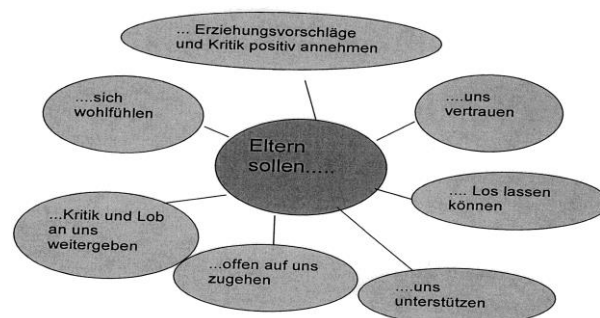 ... Erziehungsvorschläge
und Kritik positiv annehmen
....sich
wohlfühlen
....uns
vertrauen
Eltern
sollen.....
.... Los lassen
können
...Kritik und Lob
an uns
weitergeben
...offen auf uns
zugehen
....uns
unterstützen